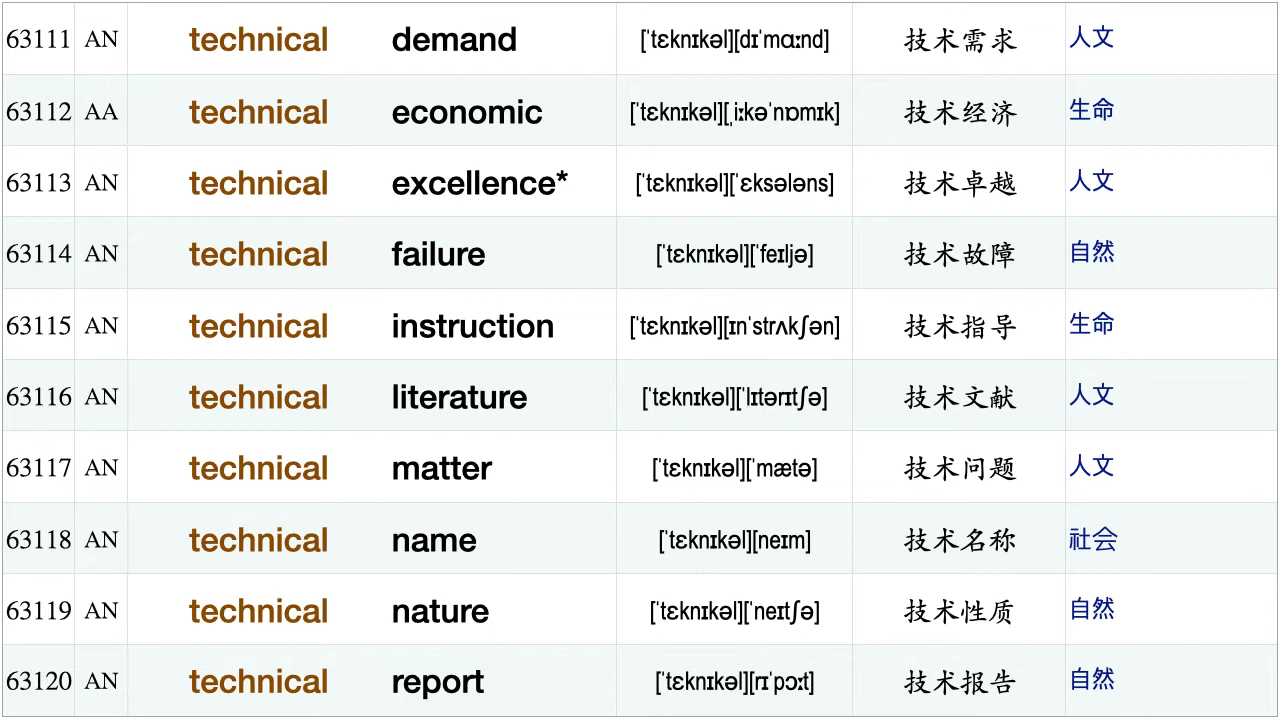 63111 AN technical demand [ˈtɛknɪkəl][dɪˈmɑːnd] 技术需求 人文
63112 AA technical economic [ˈtɛknɪkəl][ˌiːkəˈnɒmɪk] 技术经济 生命
63113 AN technical excellence* [ˈtɛknɪkəl][ˈɛksələns] 技术卓越 人文
63114 AN technical failure [ˈtɛknɪkəl][ˈfeɪljə] 技术故障 自然
63115 AN technical instruction [ˈtɛknɪkəl][ɪnˈstrʌkʃən] 技术指导 生命
63116 AN technical literature [ˈtɛknɪkəl][ˈlɪtərɪtʃə] 技术文献 人文
63117 AN technical matter [ˈtɛknɪkəl][ˈmætə] 技术问题 人文
63118 AN technical name [ˈtɛknɪkəl][neɪm] 技术名称 社会
63119 AN technical nature [ˈtɛknɪkəl][ˈneɪtʃə] 技术性质 自然
63120 AN technical report [ˈtɛknɪkəl][rɪˈpɔːt] 技术报告 自然